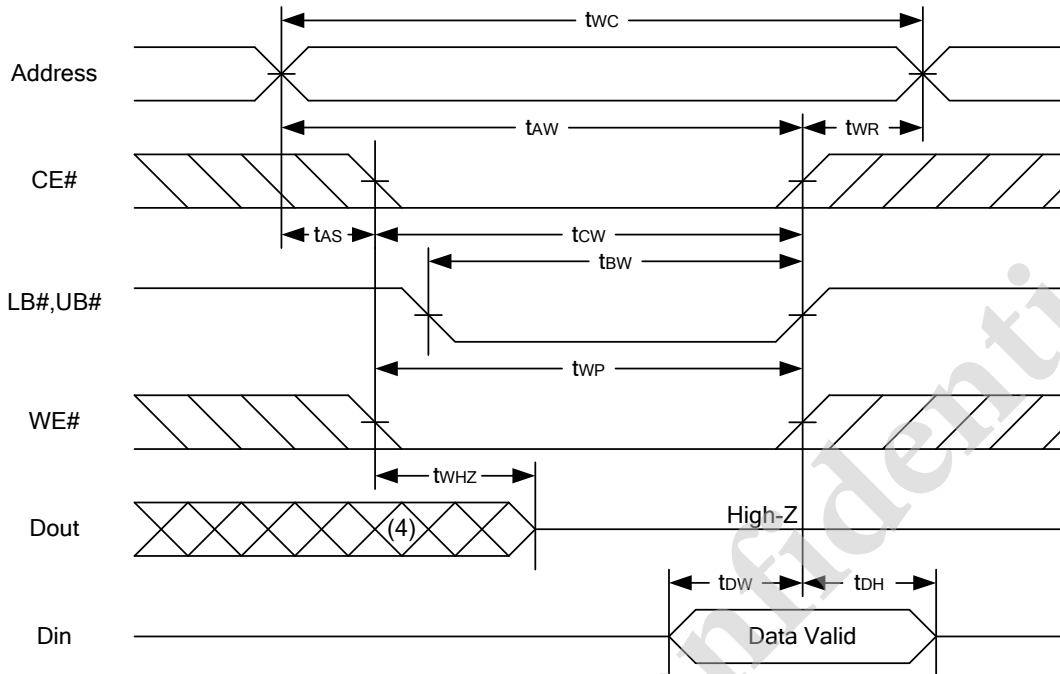 tWC
Address
tAW
tWR
CE#
tAS
tCW
tBW
LB#,UB#
tWP
WE#
tWHZ
Dout
(4)
High-Z
tDW
tDH
Din
Data Valid
nfidenti